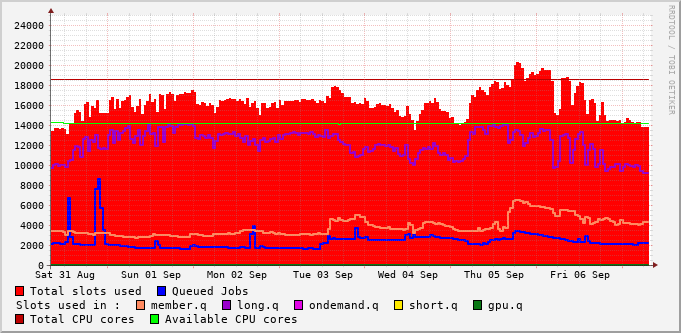 24000
22000
20000
18000
16000
14000
12000
10000
8000
6000
4000
2000
0
Sat 31 Aug Sun 01 Sep Mon 02 Sep Tue 03 Sep Wed 04 Sep Thu 05 Sep Fri 06 Sep
Total slots used Queued Jobs
Slots used in : member.q long.q ondemand.q short.q gpu.q
Total CPU cores Available CPU cores
RRDTOOL / TOBI OETIKER